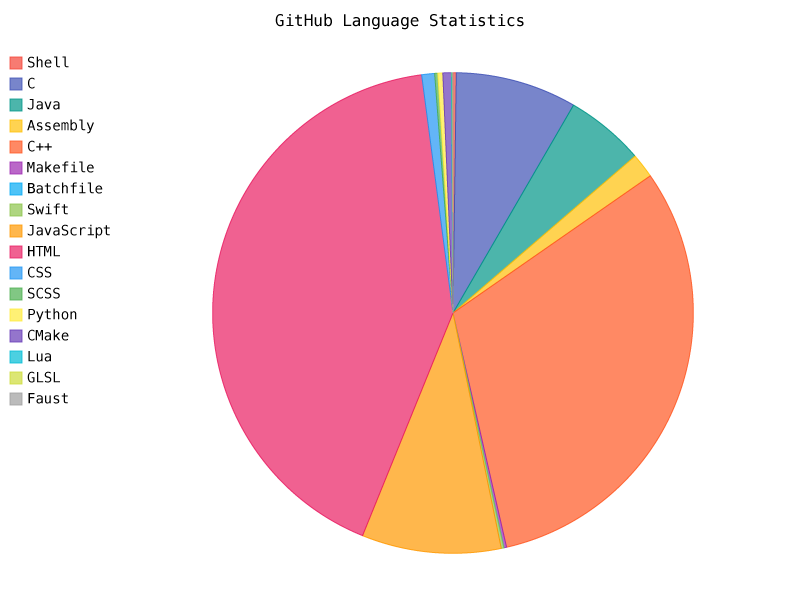 GitHub Language Statistics
Shell
C
Java
Assembly
C++
Makefile
Batchfile
Swift
JavaScript
HTML
CSS
SCSS
Python
CMake
Lua
GLSL
Faust